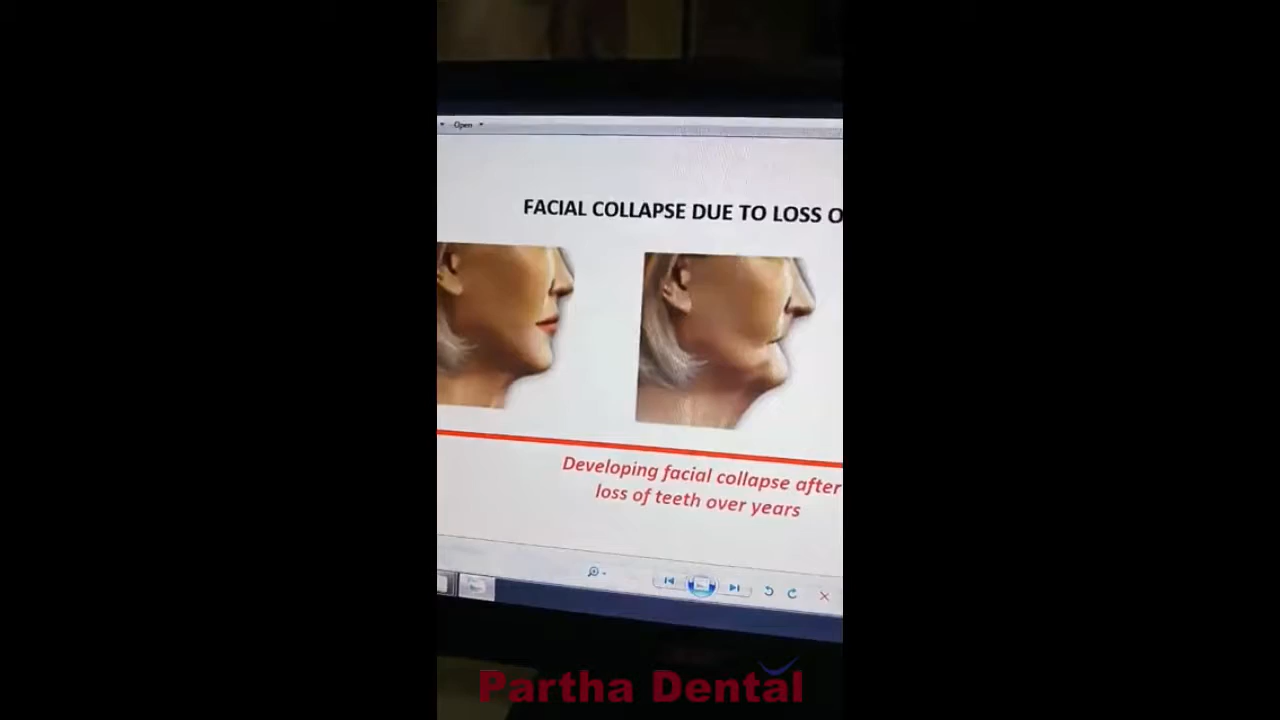 Open
FACIAL COLLAPSE DUE TO LOSS O
Developing facial collapse after
loss of teeth over years
Partha Dental